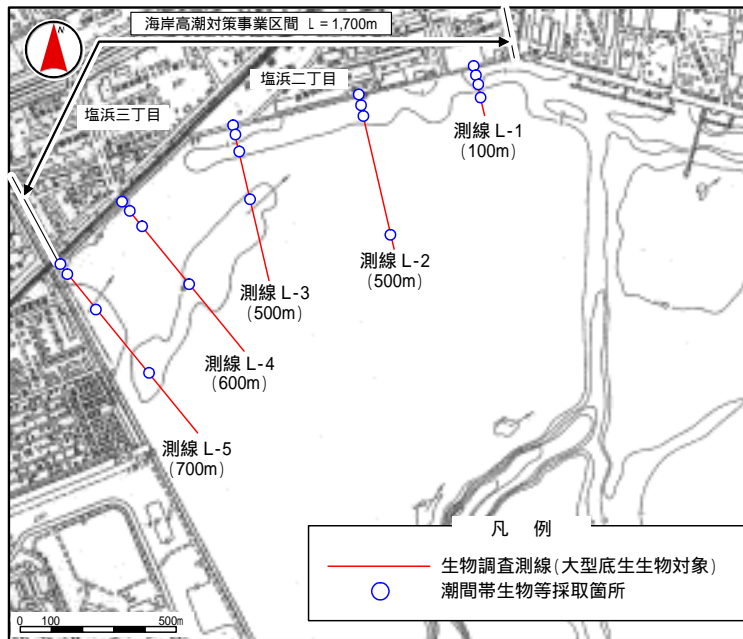 海岸高潮対策事業区間 L = 1,700m
N
塩浜二丁目
塩浜三丁目
測線 L-1
(100m)
測線 L-2
(500m)
測線 L-3
(500m)
測線 L-4
(600m)
測線 L-5
(700m)
凡 例
生物調査測線(大型底生生物対象)
潮間帯生物等採取箇所
0 100 500m